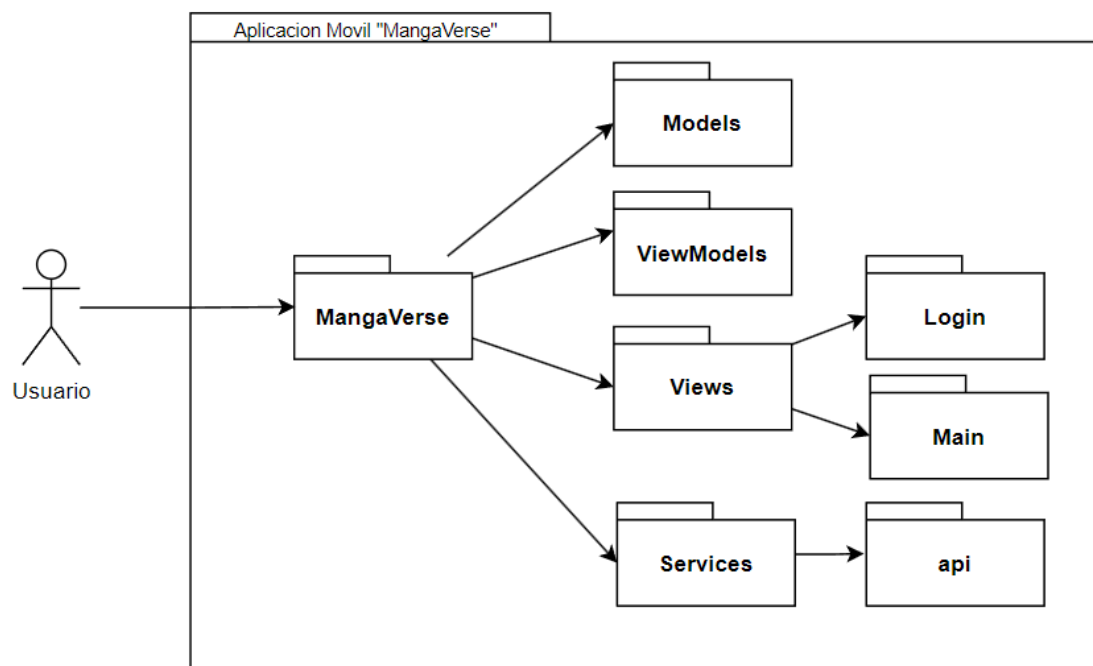 Aplicacion Movil "MangaVerse"
Models
ViewModels
MangaVerse
Login
Views
Usuario
Main
Services
api